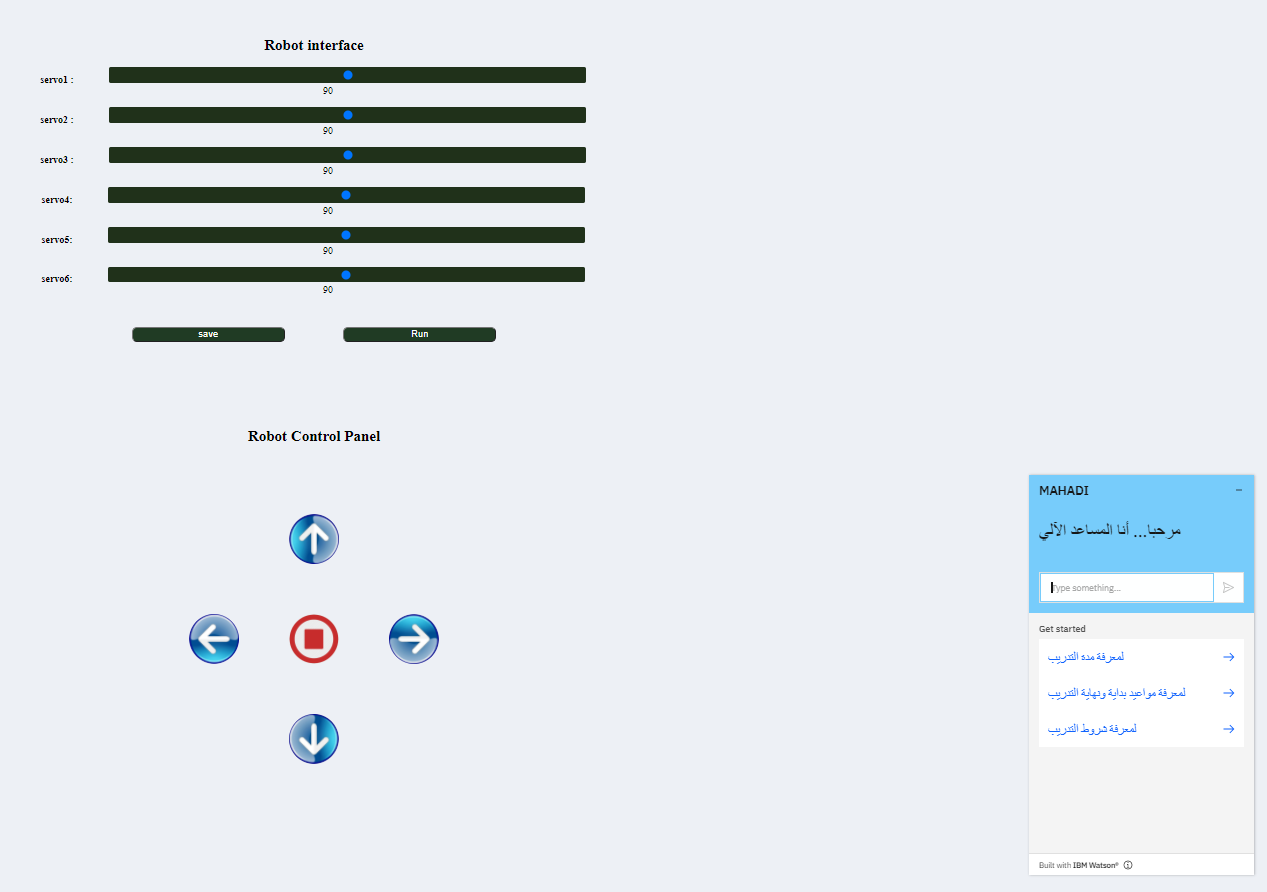 Robot interface
servo1 :
90
servo2 :
90
servo3 :
90
servo4:
90
servo5:
90
servo6:
90
save Run
Robot Control Panel
MAHADI
مرحبا... أنا المساعد الآلي
Type something...
Get started
لمعرفة مدة التدريب
لمعرفة مواعيد بداية ونهاية التدريب
لمعرفة شروط التدريب
Built with IBM Watson®